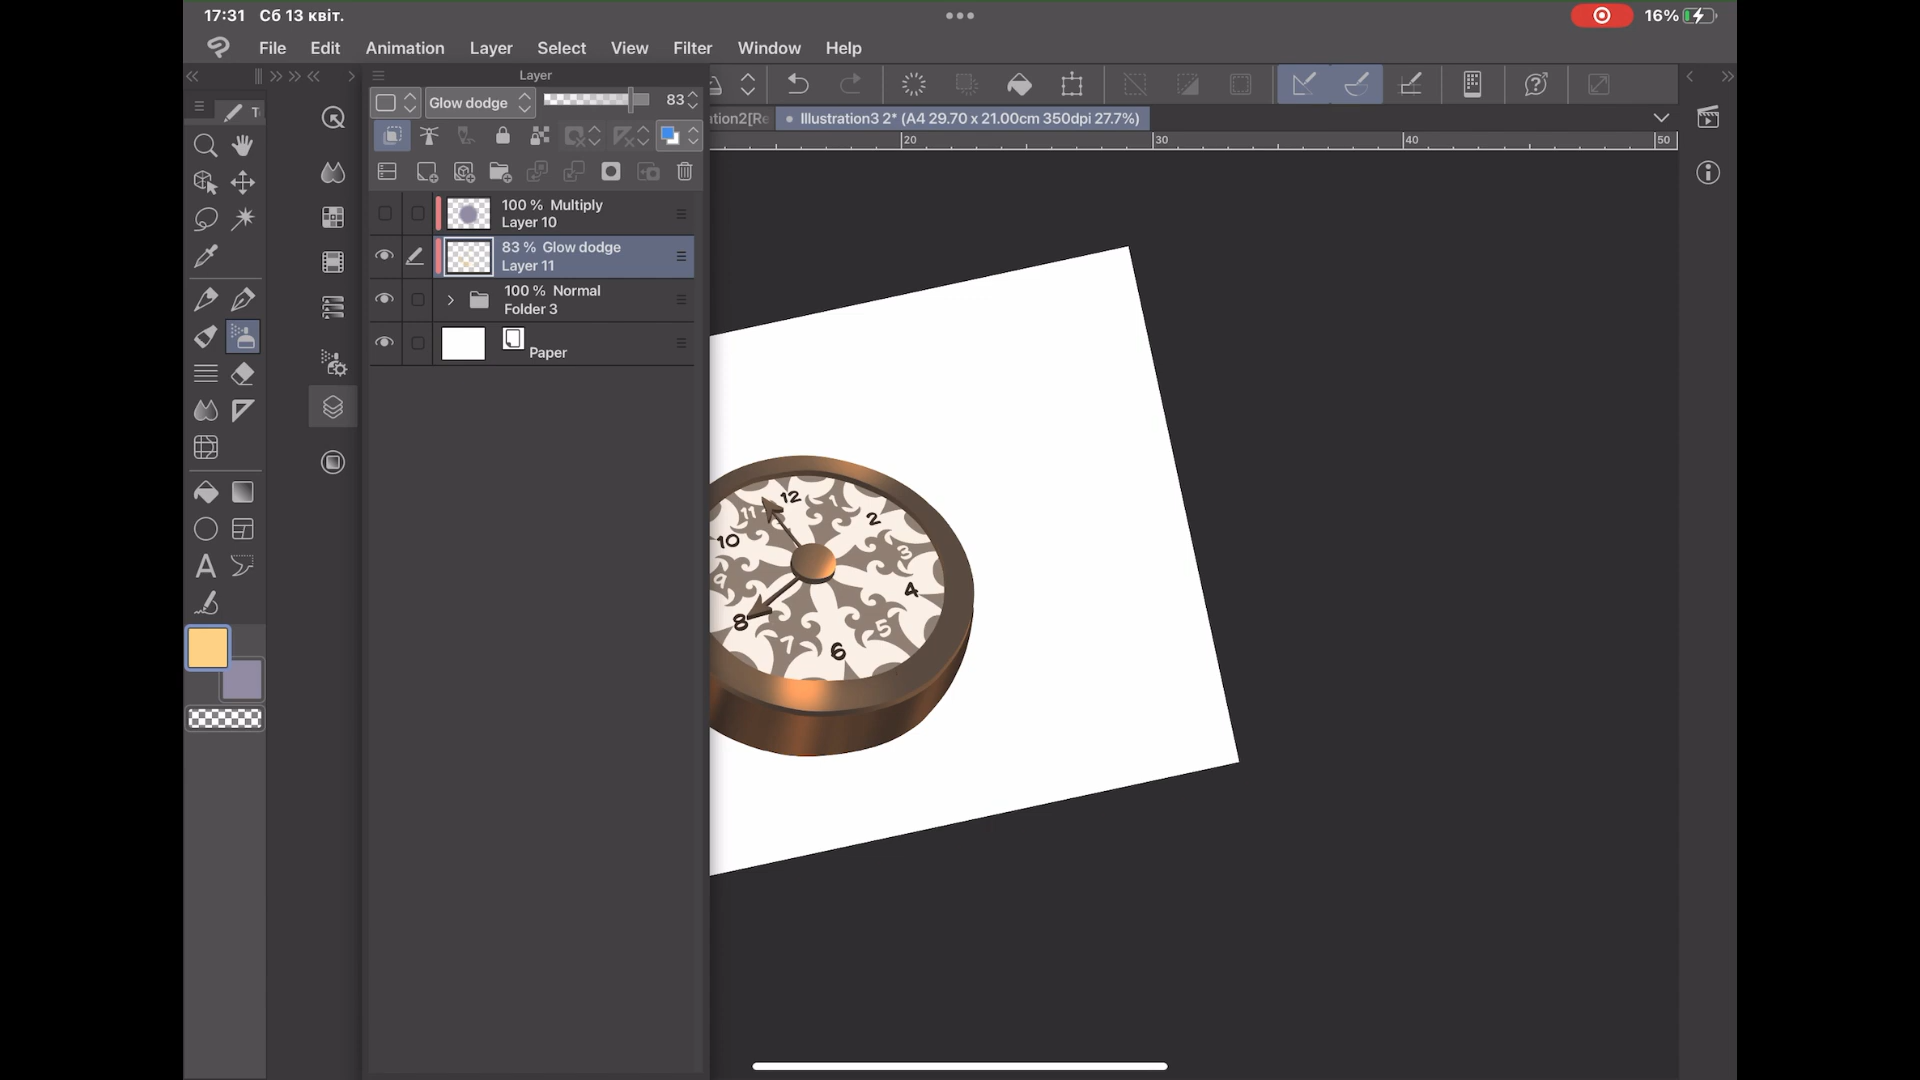 17:31 Сб 13 квіт.
16%
File Edit Animation Layer Select View Filter Window Help
Layer
Glow dodge 83
ation2[Re Illustration3 2* (A4 29.70 x 21.00cm 350dpi 27.7%)
20 30 40 50
100 % Multiply
Layer 10
83 % Glow dodge
Layer 11
100 % Normal
Folder 3
Paper
12
11 1
2
10
3
9
4
8
5
7
6